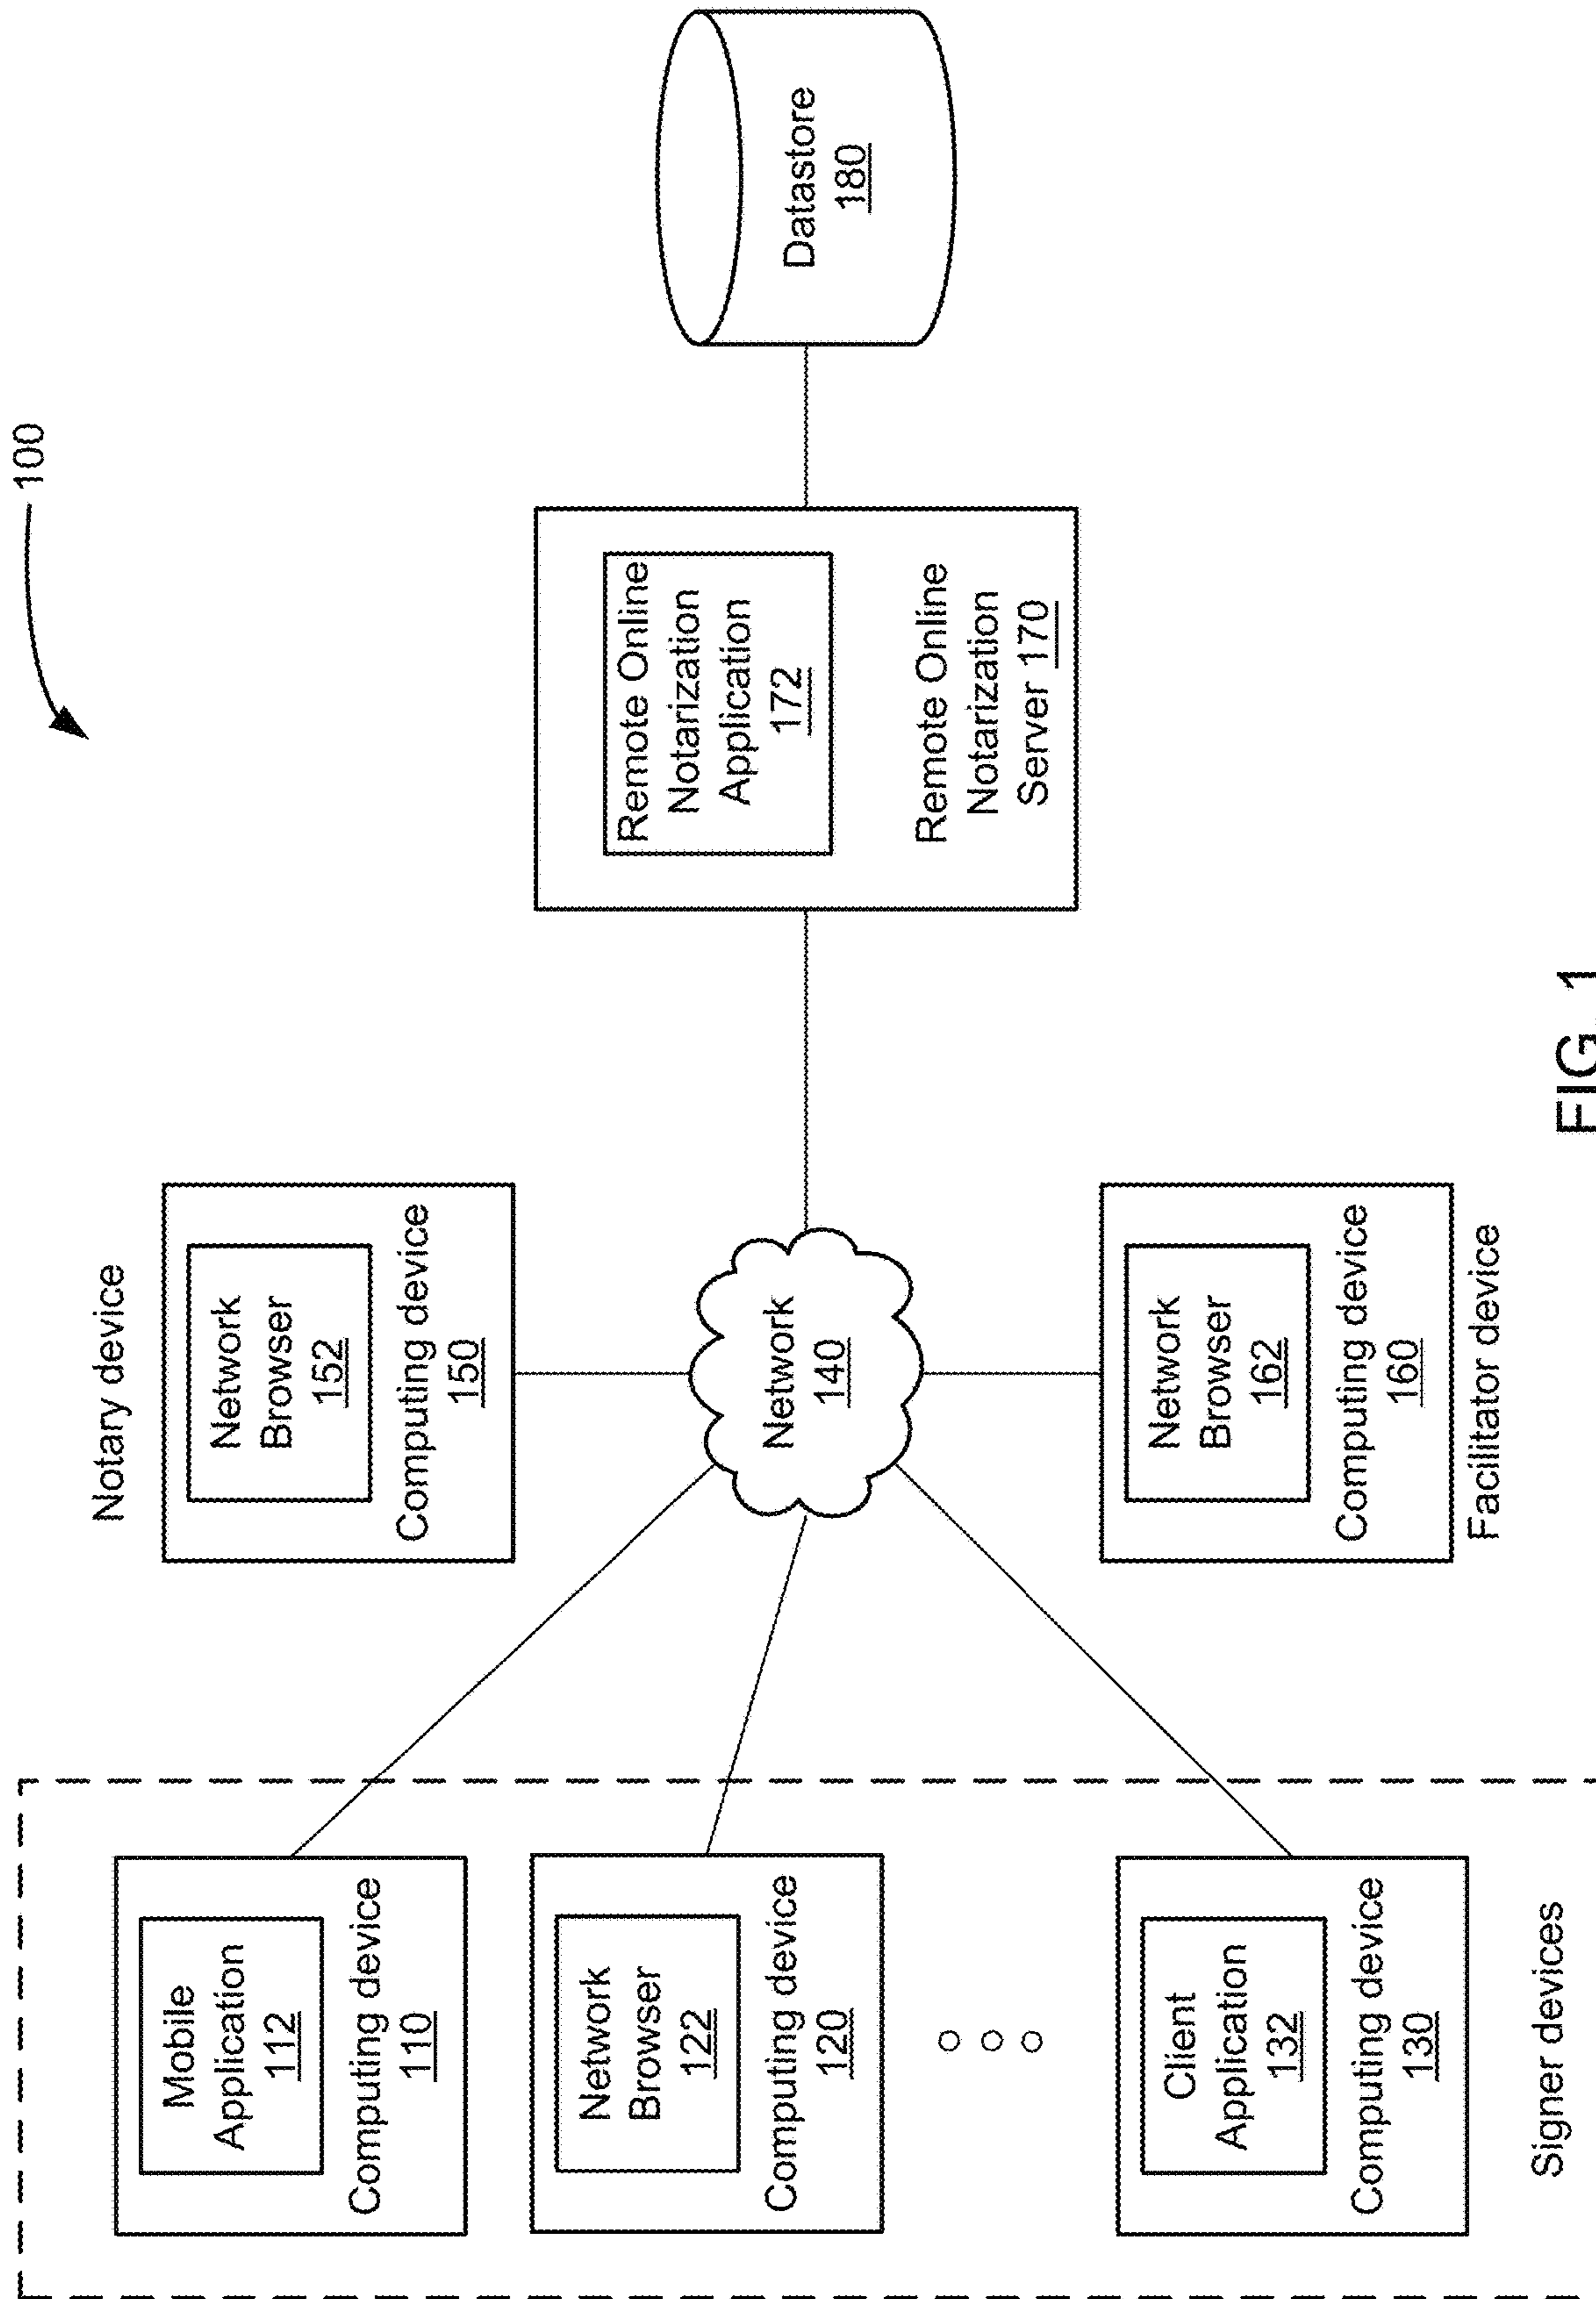 100
Mobile
Application
112
Computing device
110
Network
Browser
122
Computing device
120
Client
Application
132
Computing device
130
Signer devices
Notary device
Network
Browser
152
Computing device
150
Network
140
Network
Browser
162
Computing device
160
Facilitator device
Remote Online
Notarization
Application
172
Remote Online
Notarization
Server 170
Datastore
180
FIG. 1